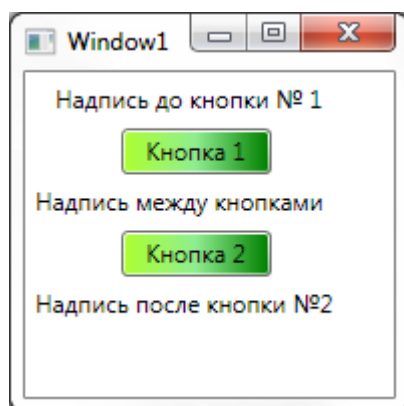 Window1
Надпись до кнопки № 1
Кнопка 1
Надпись между кнопками
Кнопка 2
Надпись после кнопки №2